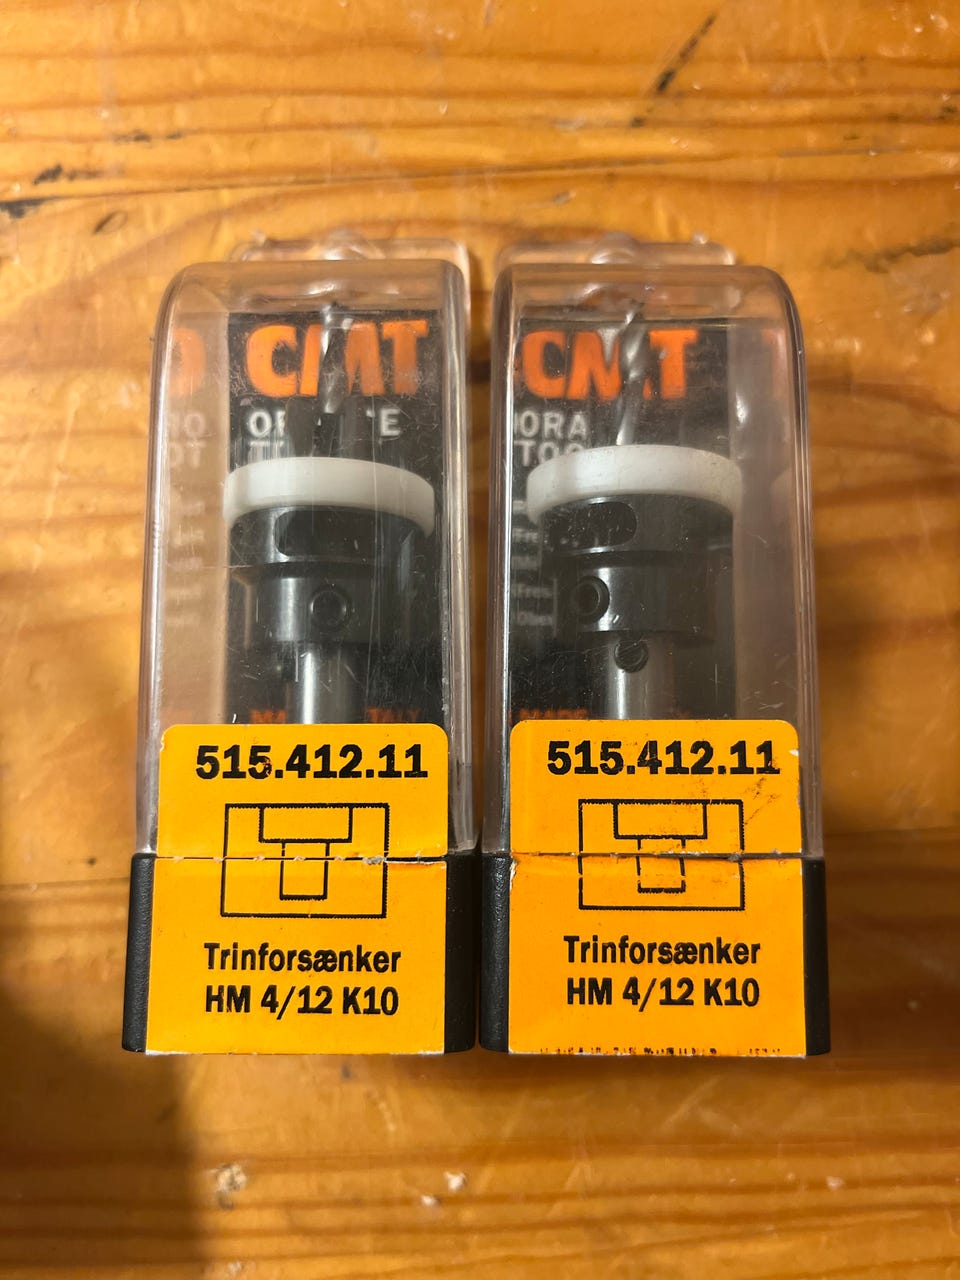 CMT
515.412.11
Trinforsænker
HM 4/12 K10
CMT
515.412.11
Trinforsænker
HM 4/12 K10